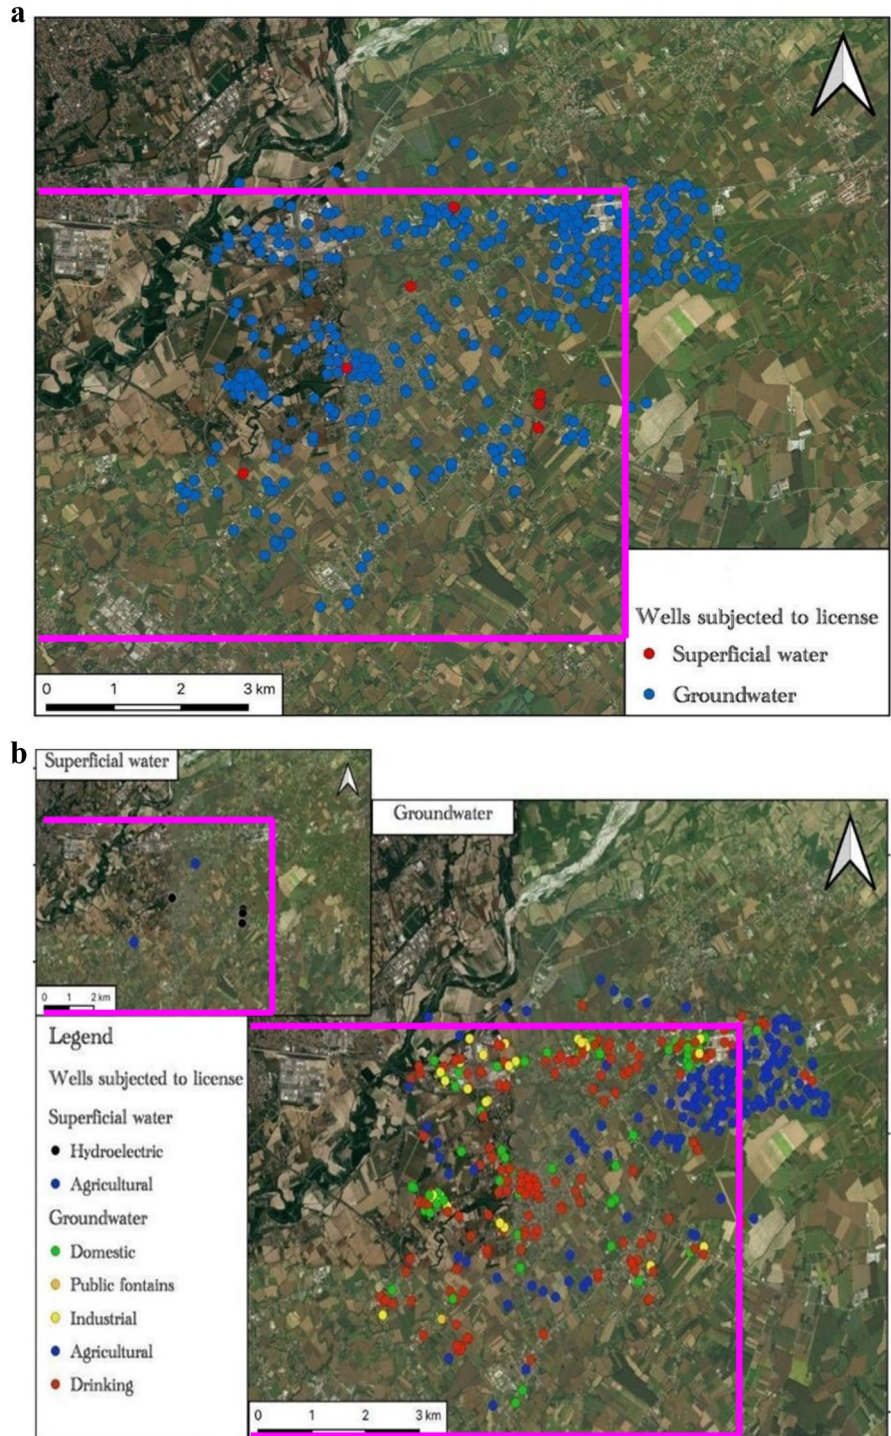 a
Wells subjected to license
Superficial water
Groundwater
0 1 2 3 km
b
Superficial water
Groundwater
0 1 2 km
Legend
Wells subjected to license
Superficial water
Hydroelectric
Agricultural
Groundwater
Domestic
Public fontains
Industrial
Agricultural
Drinking
0 1 2 3 km